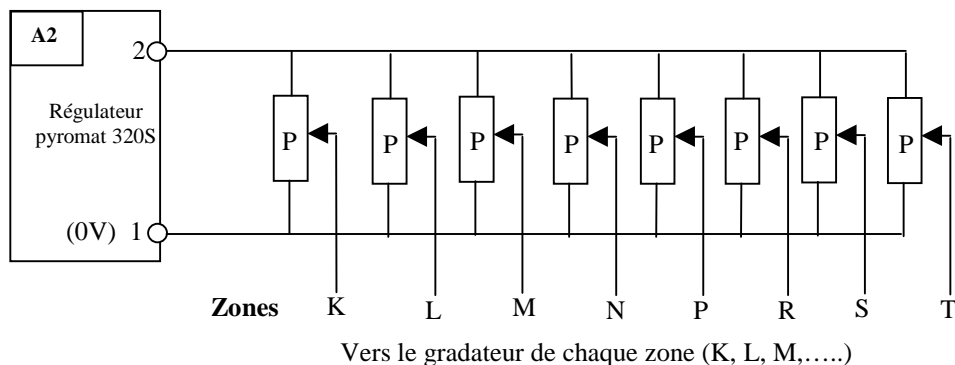 A2
2
Régulateur
pyromat 320S
P P P P P P P P
(0V) 1
Zones K L M N P R S T
Vers le gradateur de chaque zone (K, L, M,.....)